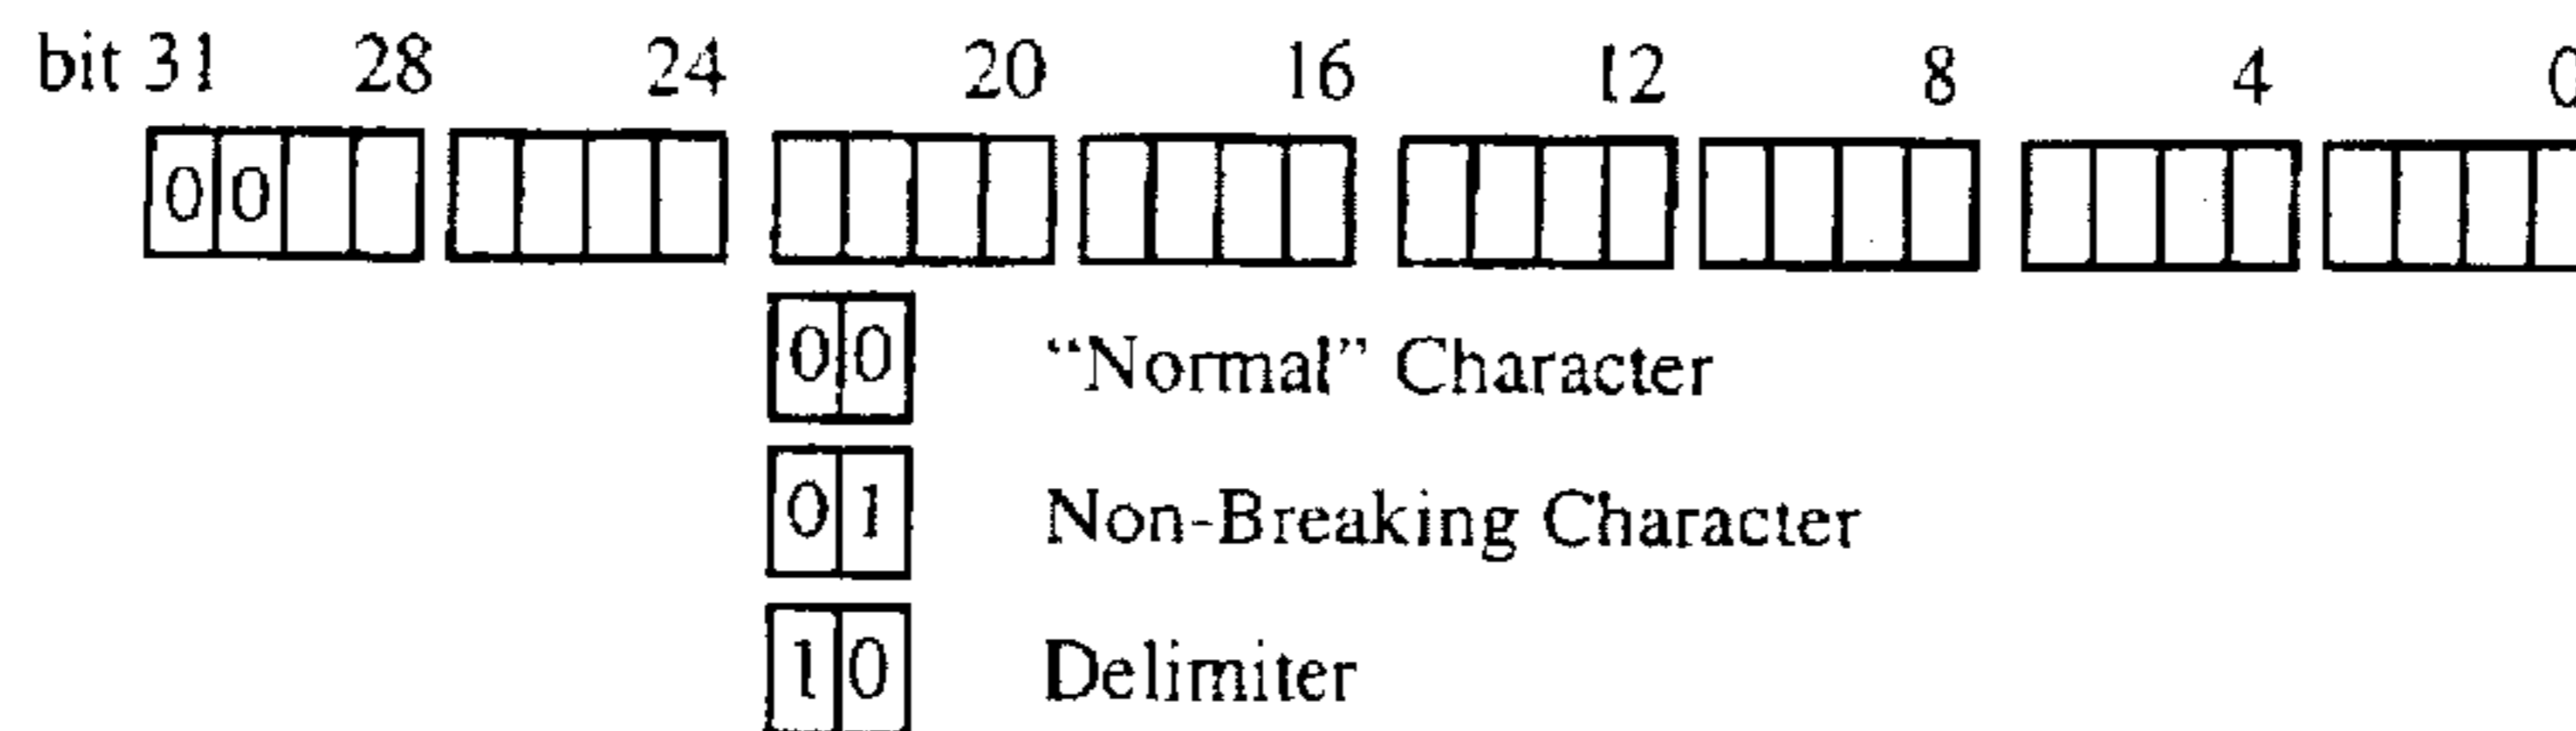 bit 31 28 24 20 16 12 8 4 0
0 0
0 0 “Normal” Character
0 1 Non-Breaking Character
1 0 Delimiter